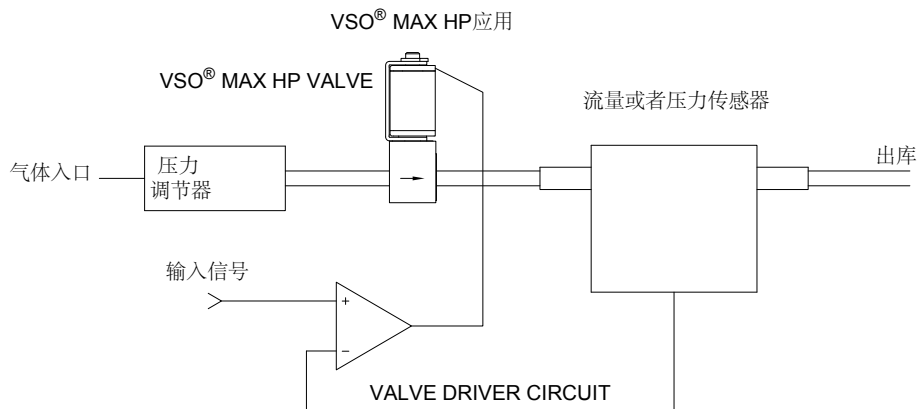 VSO® MAX HP应用
VSO® MAX HP VALVE
流量或者压力传感器
气体入口
压力
调节器
出库
输入信号
+
−
VALVE DRIVER CIRCUIT